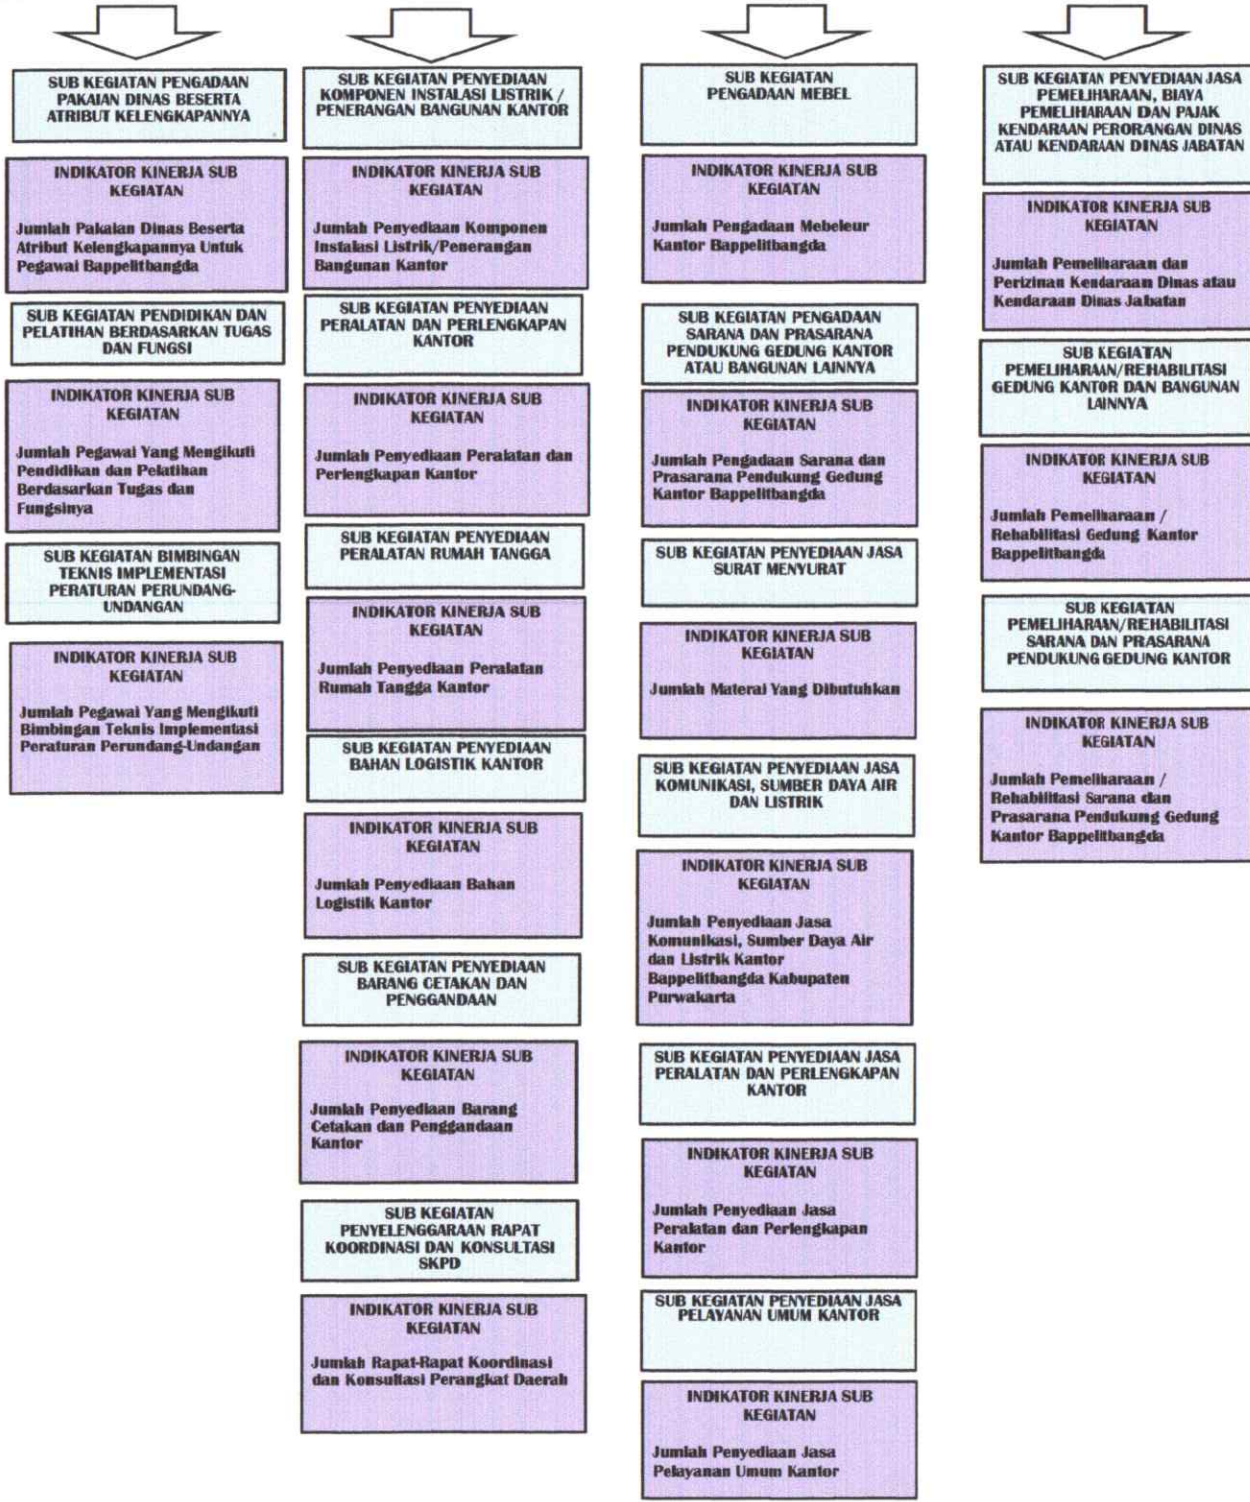 SUB KEGIATAN PENGADAAN
PAKAIAN DINAS BESERTA
ATRIBUT KELENGKAPANNYA
INDIKATOR KINERJA SUB
KEGIATAN
Jumlah Pakaian Dinas Beserta
Atribut Kelengkapannya Untuk
Pegawai Bappelitbangda
SUB KEGIATAN PENDIDIKAN DAN
PELATIHAN BERDASARKAN TUGAS
DAN FUNGSI
INDIKATOR KINERJA SUB
KEGIATAN
Jumlah Pegawai Yang Mengikuti
Pendidikan dan Pelatihan
Berdasarkan Tugas dan
Fungsinya
SUB KEGIATAN BIMBINGAN
TEKNIS IMPLEMENTASI
PERATURAN PERUNDANG-
UNDANGAN
INDIKATOR KINERJA SUB
KEGIATAN
Jumlah Pegawai Yang Mengikuti
Bimbingan Teknis Implementasi
Peraturan Perundang-Undangan
SUB KEGIATAN PENYEDIAAN
KOMPONEN INSTALASI LISTRIK /
PENERANGAN BANGUNAN KANTOR
INDIKATOR KINERJA SUB
KEGIATAN
Jumlah Penyediaan Komponen
Instalasi Listrik/Penerangan
Bangunan Kantor
SUB KEGIATAN PENYEDIAAN
PERALATAN DAN PERLENGKAPAN
KANTOR
INDIKATOR KINERJA SUB
KEGIATAN
Jumlah Penyediaan Peralatan dan
Perlengkapan Kantor
SUB KEGIATAN PENYEDIAAN
PERALATAN RUMAH TANGGA
INDIKATOR KINERJA SUB
KEGIATAN
Jumlah Penyediaan Peralatan
Rumah Tangga Kantor
SUB KEGIATAN PENYEDIAAN
BAHAN LOGISTIK KANTOR
INDIKATOR KINERJA SUB
KEGIATAN
Jumlah Penyediaan Bahan
Logistik Kantor
SUB KEGIATAN PENYEDIAAN
BARANG CETAKAN DAN
PENGGANDAAN
INDIKATOR KINERJA SUB
KEGIATAN
Jumlah Penyediaan Barang
Cetakan dan Penggandaan
Kantor
SUB KEGIATAN
PENYELENGGARAAN RAPAT
KOORDINASI DAN KONSULTASI
SKPD
INDIKATOR KINERJA SUB
KEGIATAN
Jumlah Rapat-Rapat Koordinasi
dan Konsultasi Perangkat Daerah
SUB KEGIATAN
PENGADAAN MEBEL
INDIKATOR KINERJA SUB
KEGIATAN
Jumlah Pengadaan Mebeleur
Kantor Bappelitbangda
SUB KEGIATAN PENGADAAN
SARANA DAN PRASARANA
PENDUKUNG GEDUNG KANTOR
ATAU BANGUNAN LAINNYA
INDIKATOR KINERJA SUB
KEGIATAN
Jumlah Pengadaan Sarana dan
Prasarana Pendukung Gedung
Kantor Bappelitbangda
SUB KEGIATAN PENYEDIAAN JASA
SURAT MENYURAT
INDIKATOR KINERJA SUB
KEGIATAN
Jumlah Materai Yang Dibutuhkan
SUB KEGIATAN PENYEDIAAN JASA
KOMUNIKASI, SUMBER DAYA AIR
DAN LISTRIK
INDIKATOR KINERJA SUB
KEGIATAN
Jumlah Penyediaan Jasa
Komunikasi, Sumber Daya Air
dan Listrik Kantor
Bappelitbangda Kabupaten
Purwakarta
SUB KEGIATAN PENYEDIAAN JASA
PERALATAN DAN PERLENGKAPAN
KANTOR
INDIKATOR KINERJA SUB
KEGIATAN
Jumlah Penyediaan Jasa
Peralatan dan Perlengkapan
Kantor
SUB KEGIATAN PENYEDIAAN JASA
PELAYANAN UMUM KANTOR
INDIKATOR KINERJA SUB
KEGIATAN
Jumlah Penyediaan Jasa
Pelayanan Umum Kantor
SUB KEGIATAN PENYEDIAAN JASA
PEMELIHARAAN, BIAYA
PEMELIHARAAN DAN PAJAK
KENDARAAN PERORANGAN DINAS
ATAU KENDARAAN DINAS JABATAN
INDIKATOR KINERJA SUB
KEGIATAN
Jumlah Pemeliharaan dan
Perizinan Kendaraan Dinas atau
Kendaraan Dinas Jabatan
SUB KEGIATAN
PEMELIHARAAN/REHABILITASI
GEDUNG KANTOR DAN BANGUNAN
LAINNYA
INDIKATOR KINERJA SUB
KEGIATAN
Jumlah Pemeliharaan /
Rehabilitasi Gedung Kantor
Bappelitbangda
SUB KEGIATAN
PEMELIHARAAN/REHABILITASI
SARANA DAN PRASARANA
PENDUKUNG GEDUNG KANTOR
INDIKATOR KINERJA SUB
KEGIATAN
Jumlah Pemeliharaan /
Rehabilitasi Sarana dan
Prasarana Pendukung Gedung
Kantor Bappelitbangda